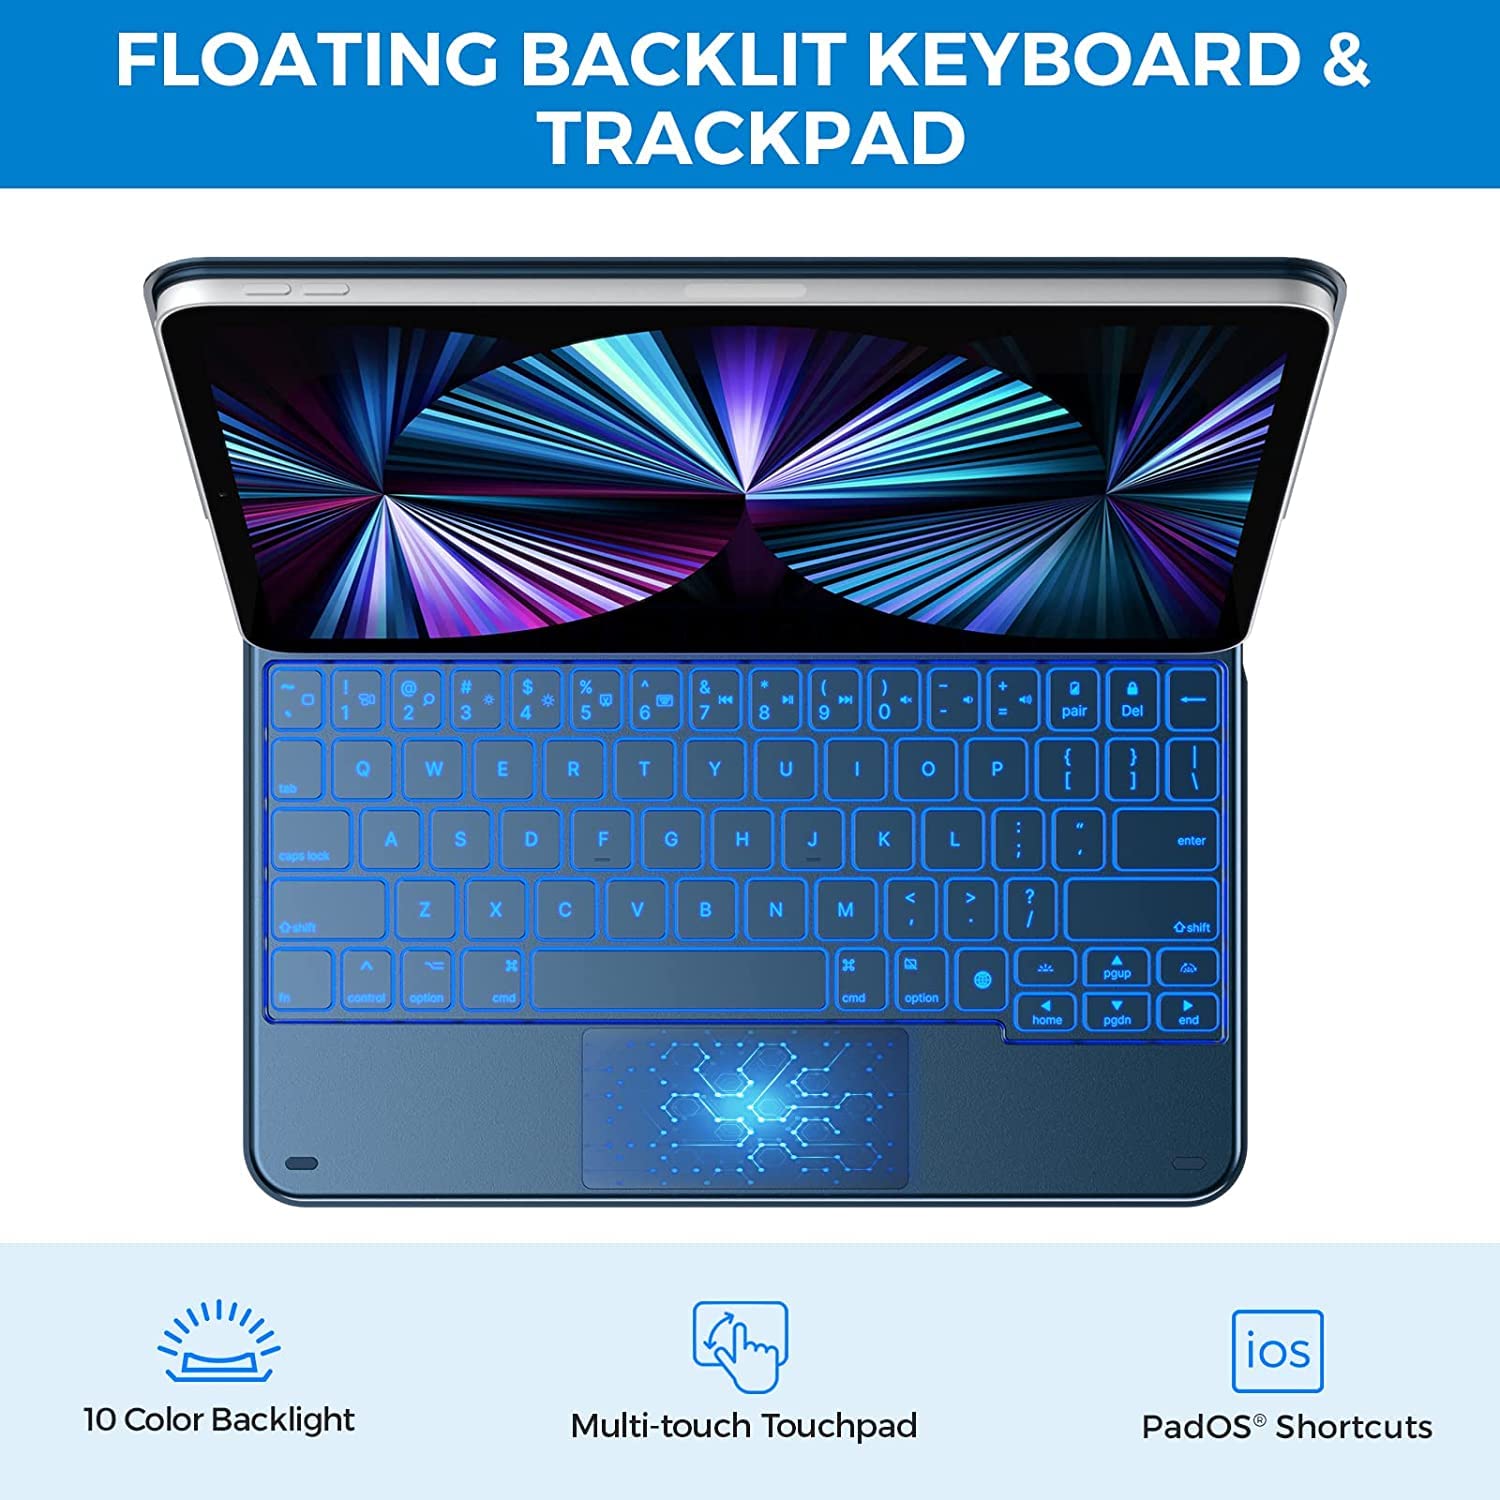 FLOATING BACKLIT KEYBOARD &
TRACKPAD
~ ` ! 1 @ 2 # 3 $ 4 % 5 ^ 6 & 7 * 8 ( 9 ) 0 - - + = pair Del
tab Q W E R T Y U I O P { [ } ] | \
caps lock A S D F G H J K L : ; “ ‘ enter
shift Z X C V B N M < , > . ? / shift
fn control option cmd cmd option pgup
home pgdn end
ios
10 Color Backlight
Multi-touch Touchpad
PadOS® Shortcuts